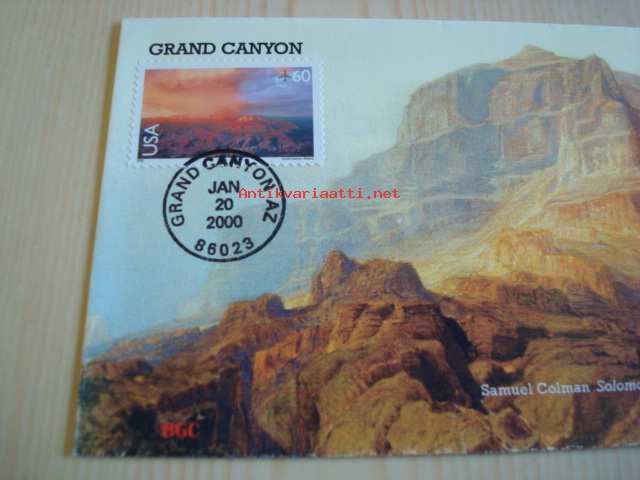 GRAND CANYON
60
USA
GRAND CANYON, AZ
JAN
20
2000
86023
Antikvariaatti.net
Samuel Colman Solomo
BGC